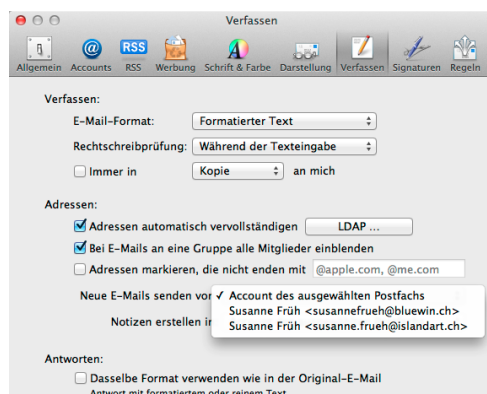 Verfassen
RSS
Allgemein Accounts RSS Werbung Schrift & Farbe Darstellung Verfassen Signaturen Regeln
Verfassen:
E-Mail-Format: Formatierter Text
Rechtschreibprüfung: Während der Texteingabe
Immer in Kopie an mich
Adressen:
Adressen automatisch vervollständigen LDAP ...
Bei E-Mails an eine Gruppe alle Mitglieder einblenden
Adressen markieren, die nicht enden mit @apple.com, @me.com
Neue E-Mails senden von ✓ Account des ausgewählten Postfachs
Susanne Früh <susannefrueh@bluewin.ch>
Notizen erstellen in Susanne Früh <susanne.frueh@islandart.ch>
Antworten:
Dasselbe Format verwenden wie in der Original-E-Mail
Antwort mit formatiertem oder reinem Text